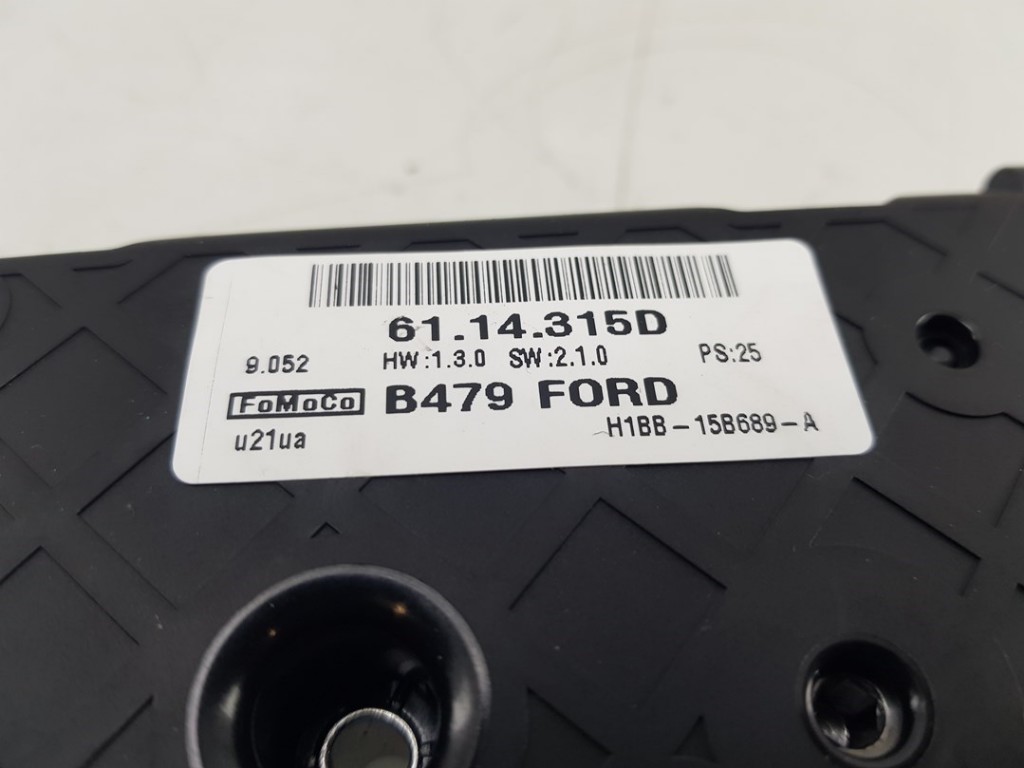 61.14.315D
9.052 HW:1.3.0 SW:2.1.0 PS:25
FoMoCo B479 FORD
u21ua H1BB-15B689-A